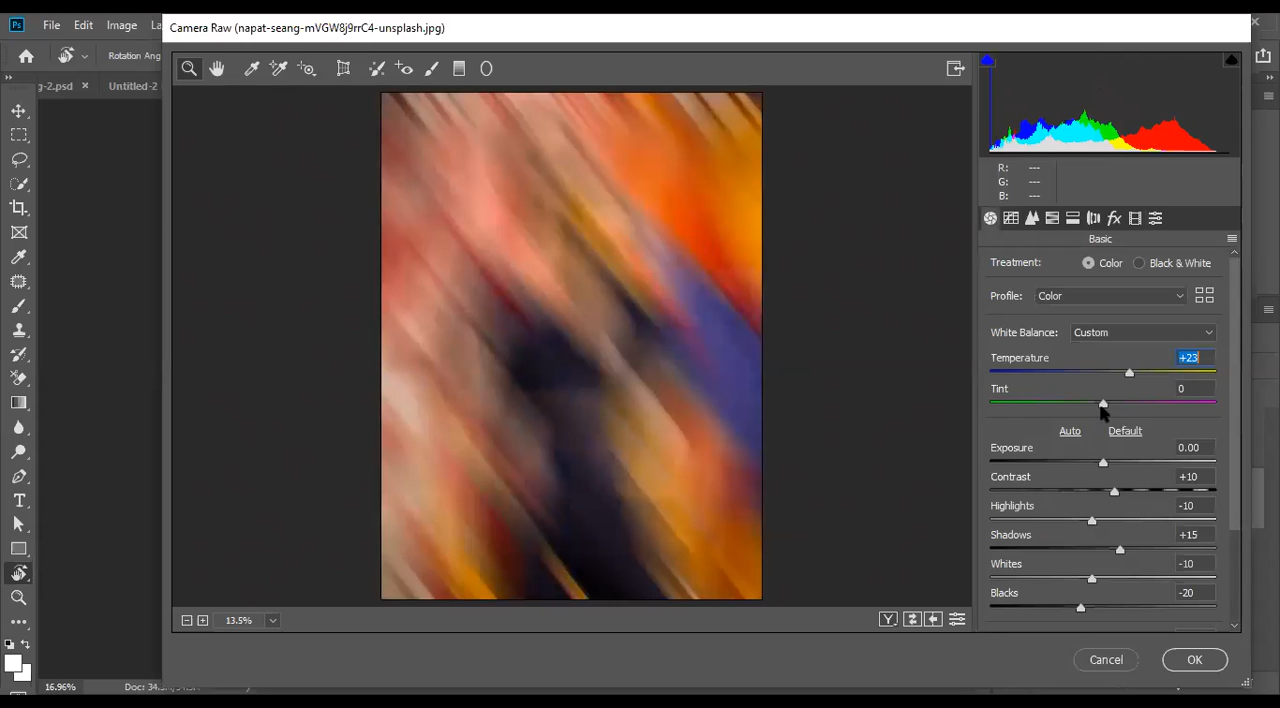 Ps File Edit Image La
Camera Raw (napat-seang-mVGW8j9rrC4-unsplash.jpg)
Rotation Ang
g-2.psd × Untitled-2
R: ---
G: ---
B: ---
fx
Basic
Treatment: Color Black & White
Profile: Color
White Balance: Custom
Temperature +23
Tint 0
Auto Default
Exposure 0.00
Contrast +10
Highlights -10
Shadows +15
Whites -10
Blacks -20
13.5%
Y
Cancel OK
16.96%